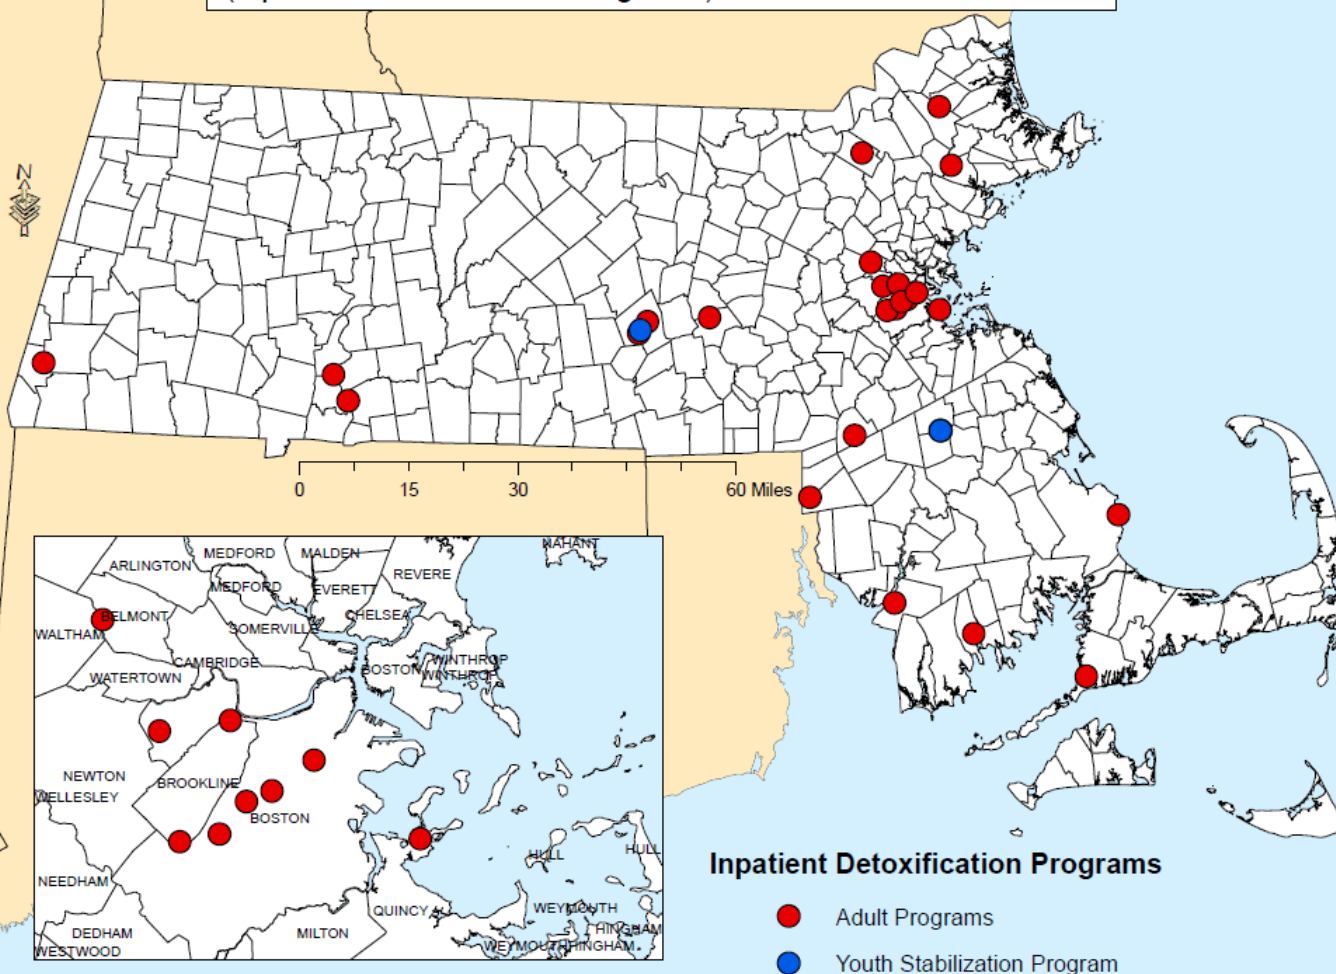 N
0 15 30 60 Miles
NAHANT
MEDFORD MALDEN
ARLINGTON
REVERE
MEDFORD EVERETT
BELMONT CHELSEA
WALTHAM SOMERVILLE
CAMBRIDGE WINTHROP
BOSTON WINTHROP
WATERTOWN
NEWTON BROOKLINE
WELLESLEY
BOSTON
HULL HULL
NEEDHAM
QUINCY WEYMOUTH
DEDHAM MILTON HINGHAM
WESTWOOD WEYMOUTH HINGHAM
Inpatient Detoxification Programs
Adult Programs
Youth Stabilization Program